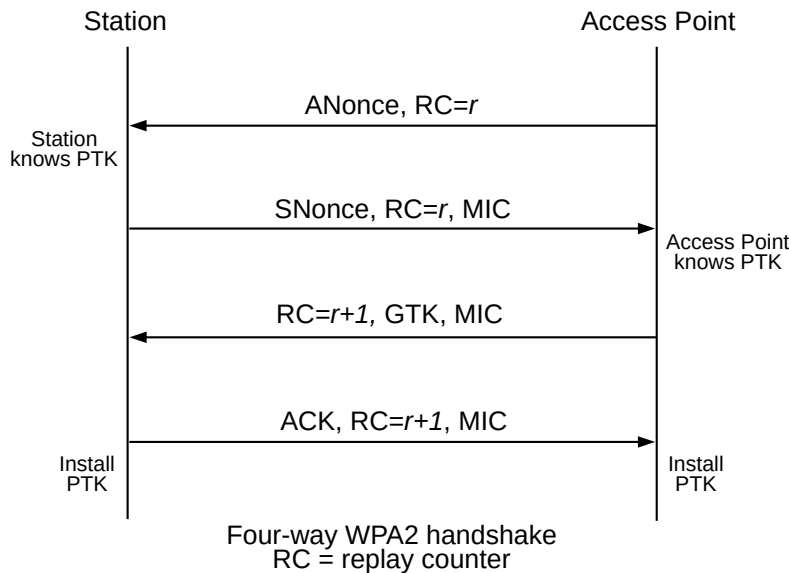 Station
Access Point
ANonce, RC=r
Station
knows PTK
SNonce, RC=r, MIC
Access Point
knows PTK
RC=r+1, GTK, MIC
ACK, RC=r+1, MIC
Install
PTK
Install
PTK
Four-way WPA2 handshake
RC = replay counter